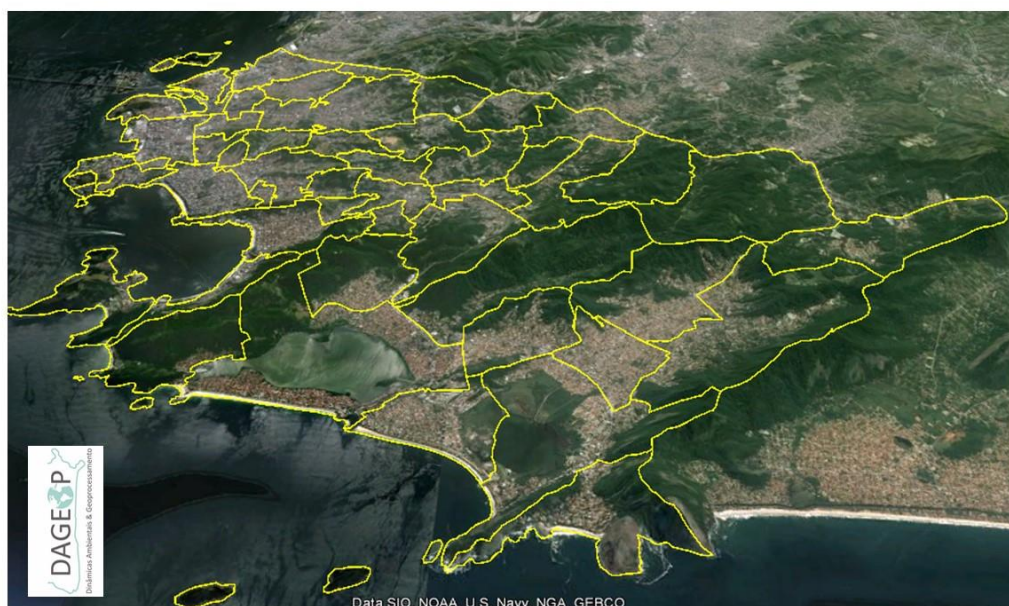 DAGEOP
Dinâmicas Ambientais & Geoprocessamento
Data SIO, NOAA, U.S. Navy, NGA, GEBCO